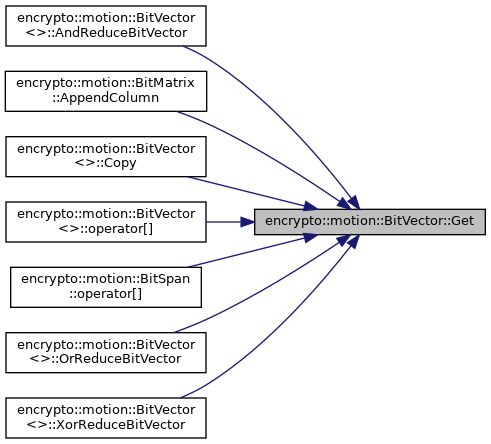 encrypto::motion::BitVector
<>::AndReduceBitVector
encrypto::motion::BitMatrix
::AppendColumn
encrypto::motion::BitVector
<>::Copy
encrypto::motion::BitVector
<>::operator[]
encrypto::motion::BitSpan
::operator[]
encrypto::motion::BitVector
<>::OrReduceBitVector
encrypto::motion::BitVector
<>::XorReduceBitVector
encrypto::motion::BitVector::Get